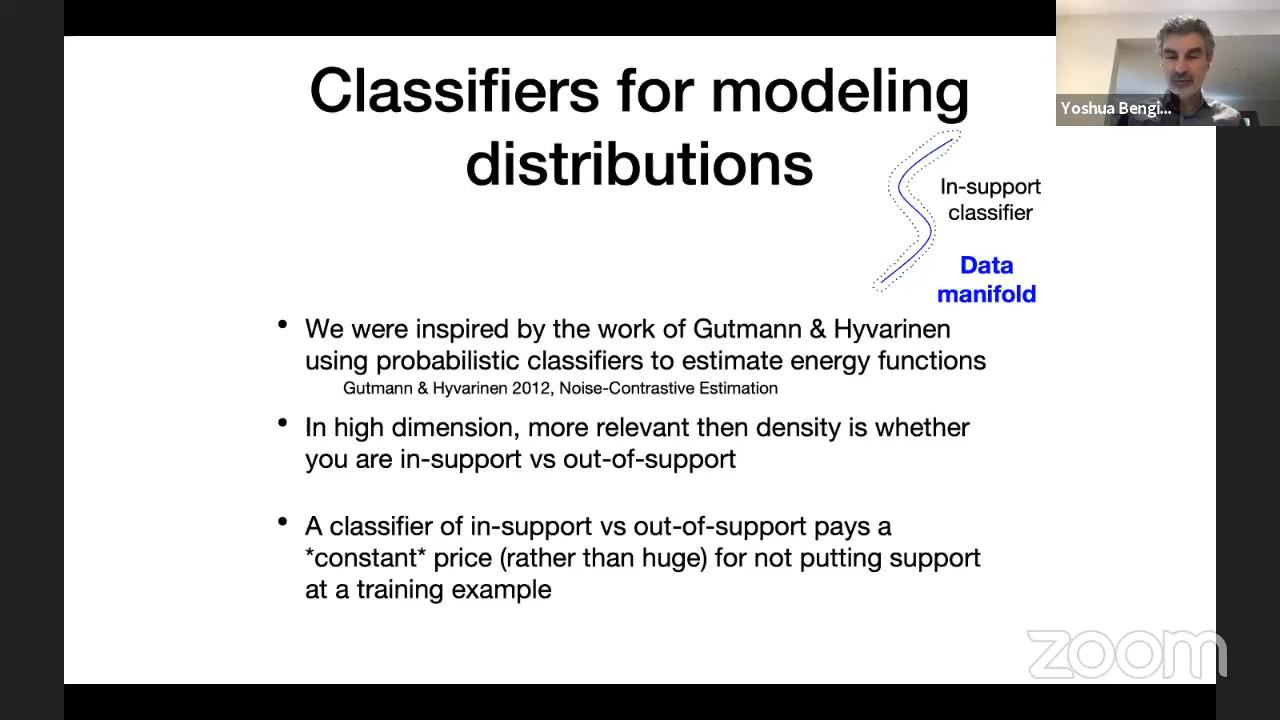 Classifiers for modeling
distributions
Yoshua Bengi...
In-support
classifier
Data
manifold
• We were inspired by the work of Gutmann & Hyvarinen
using probabilistic classifiers to estimate energy functions
Gutmann & Hyvarinen 2012, Noise-Contrastive Estimation
• In high dimension, more relevant then density is whether
you are in-support vs out-of-support
• A classifier of in-support vs out-of-support pays a
*constant* price (rather than huge) for not putting support
at a training example
zoom